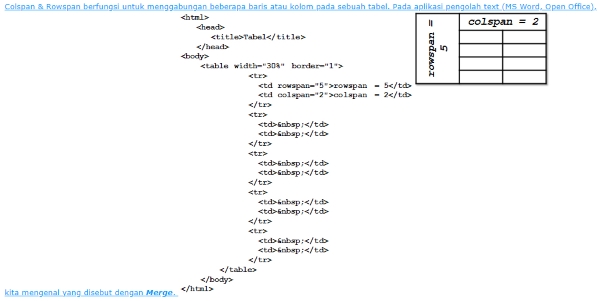 Colspan & Rowspan berfungsi untuk menggabungan beberapa baris atau kolom pada sebuah tabel. Pada aplikasi pengolah text (MS Word, Open Office),
<html>
<head>
<title>Tabel</title>
</head>
<body>
<table width="30%" border="1">
<tr>
<td rowspan="5">rowspan = 5</td>
<td colspan="2">colspan = 2</td>
</tr>
<tr>
<td>&nbsp;</td>
<td>&nbsp;</td>
</tr>
<tr>
<td>&nbsp;</td>
<td>&nbsp;</td>
</tr>
<tr>
<td>&nbsp;</td>
<td>&nbsp;</td>
</tr>
<tr>
<td>&nbsp;</td>
<td>&nbsp;</td>
</tr>
</table>
</body>
</html>
rowspan =
5
colspan = 2
kita mengenal yang disebut dengan Merge.